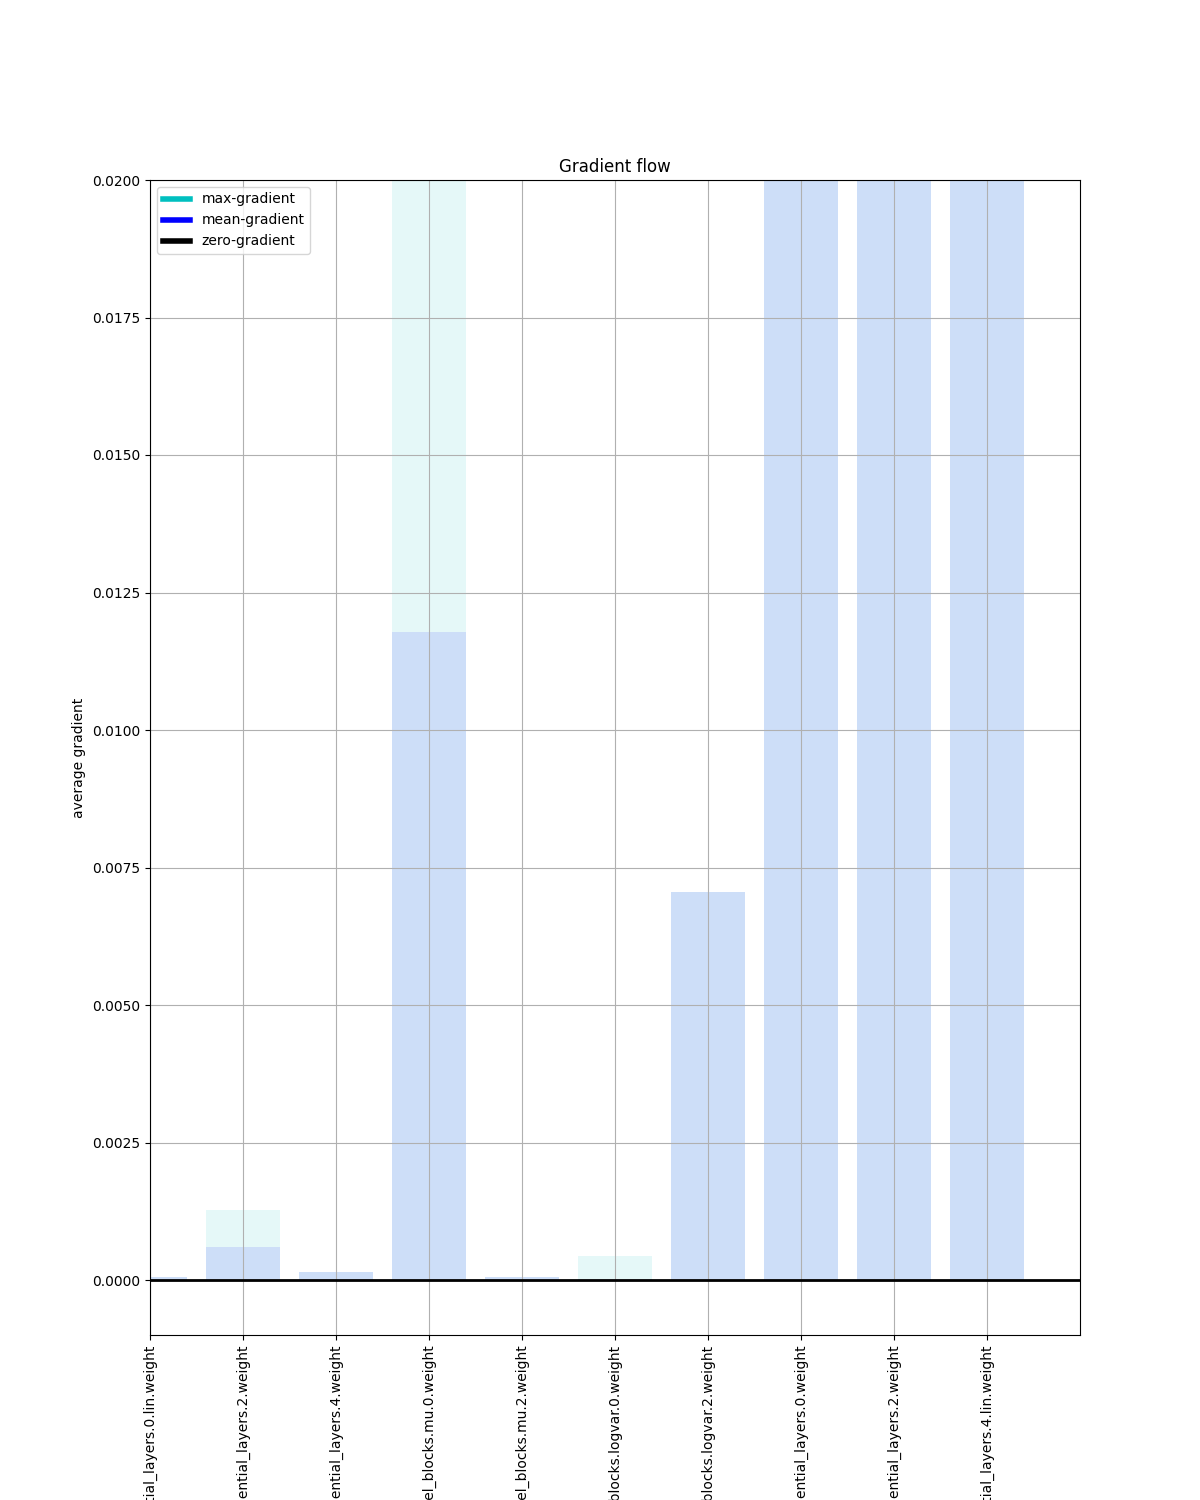 Gradient flow
max-gradient
mean-gradient
zero-gradient
0.0200
0.0175
0.0150
0.0125
0.0100
0.0075
0.0050
0.0025
0.0000
average gradient
tial_layers.0.lin.weight
ential_layers.2.weight
ential_layers.4.weight
el_blocks.mu.0.weight
el_blocks.mu.2.weight
blocks.logvar.0.weight
blocks.logvar.2.weight
ential_layers.0.weight
ential_layers.2.weight
tial_layers.4.lin.weight